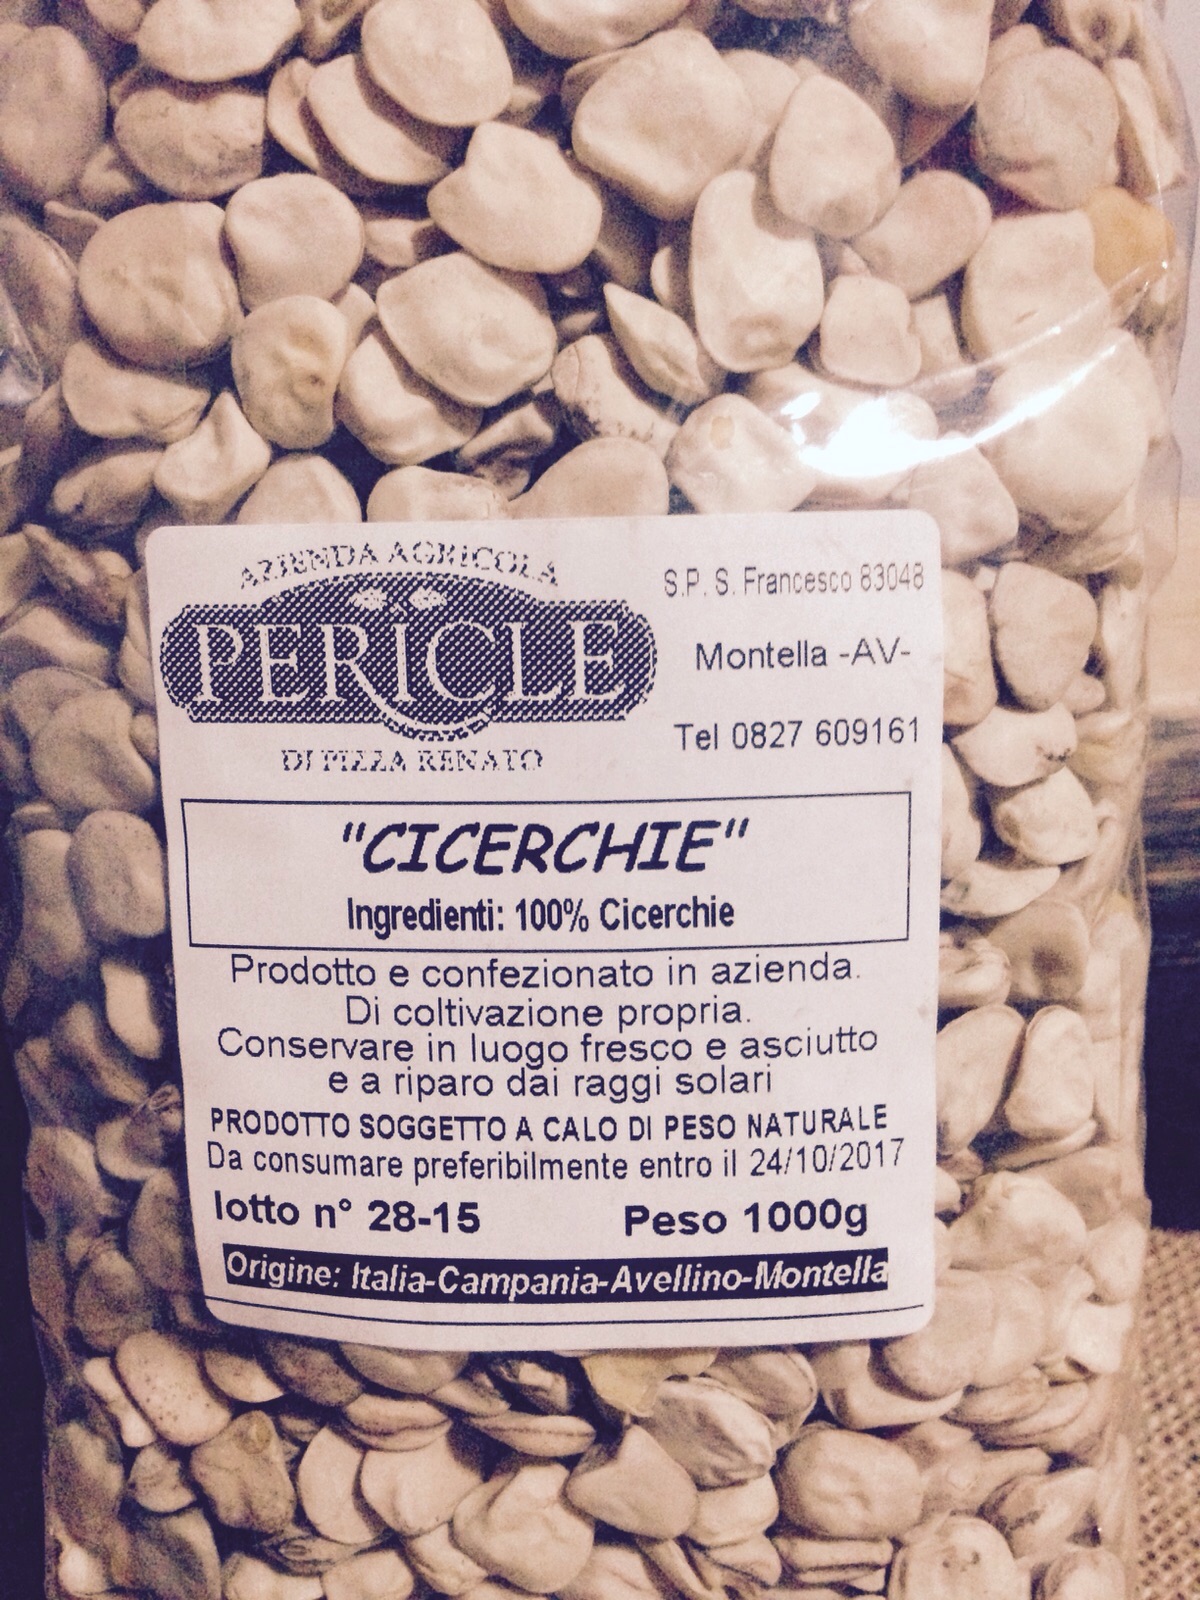 AZIENDA AGRICOLA
PERICLE
DI PIZZA RENATO
S.P. S. Francesco 83048
Montella -AV-
Tel 0827 609161
"CICERCHIE"
Ingredienti: 100% Cicerchie
Prodotto e confezionato in azienda.
Di coltivazione propria.
Conservare in luogo fresco e asciutto
e a riparo dai raggi solari
PRODOTTO SOGGETTO A CALO DI PESO NATURALE
Da consumare preferibilmente entro il 24/10/2017
lotto n° 28-15 Peso 1000g
Origine: Italia-Campania-Avellino-Montella